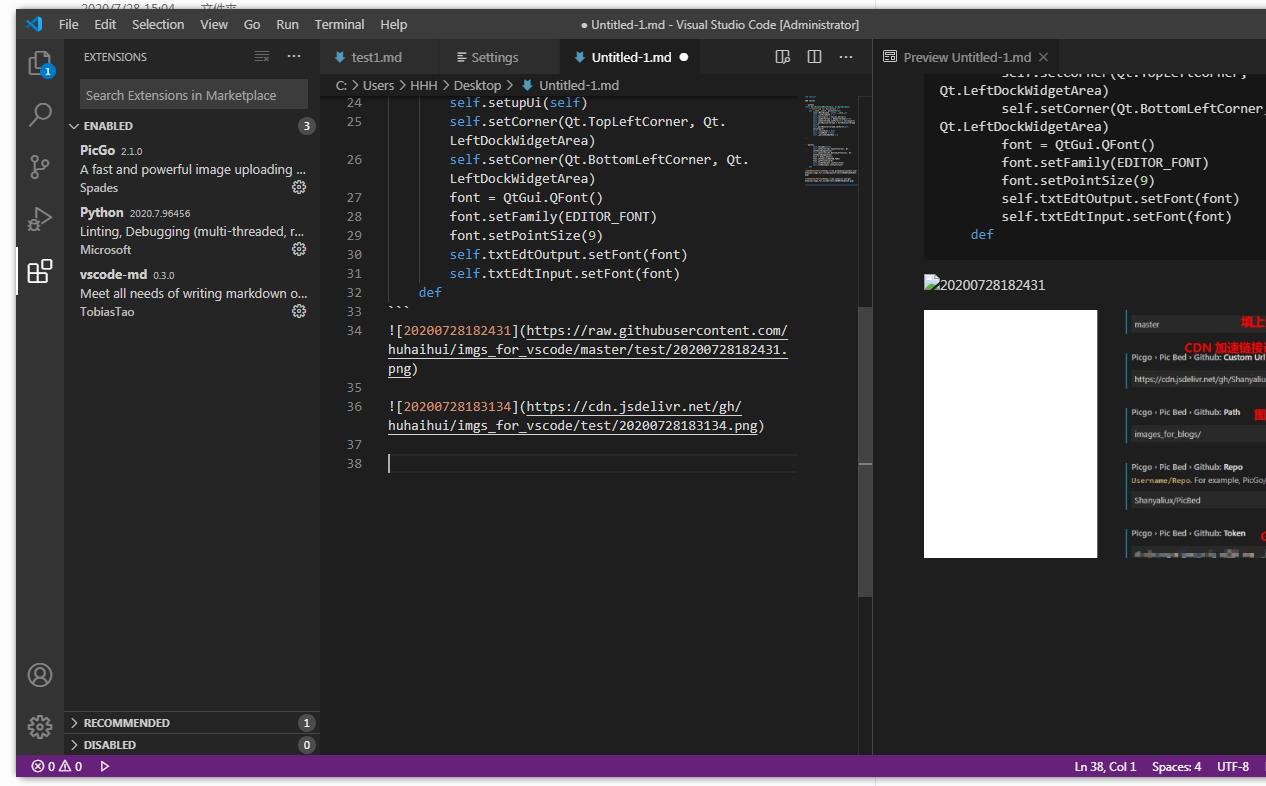 2020/7/28 15:04 文件夹
File Edit Selection View Go Run Terminal Help
● Untitled-1.md - Visual Studio Code [Administrator]
1
EXTENSIONS
Search Extensions in Marketplace
ENABLED 3
PicGo 2.1.0
A fast and powerful image uploading ...
Spades
Python 2020.7.96456
Linting, Debugging (multi-threaded, r...
Microsoft
vscode-md 0.3.0
Meet all needs of writing markdown o...
TobiasTao
RECOMMENDED 1
DISABLED 0
test1.md Settings Untitled-1.md ●
C: > Users > HHH > Desktop > Untitled-1.md
24 self.setupUi(self)
25 self.setCorner(Qt.TopLeftCorner, Qt.
LeftDockWidgetArea)
26 self.setCorner(Qt.BottomLeftCorner, Qt.
LeftDockWidgetArea)
27 font = QtGui.QFont()
28 font.setFamily(EDITOR_FONT)
29 font.setPointSize(9)
30 self.txtEdtOutput.setFont(font)
31 self.txtEdtInput.setFont(font)
32 def
33 ```
34 ![20200728182431](https://raw.githubusercontent.com/
huhaihui/imgs_for_vscode/master/test/20200728182431.
png)
35
36 ![20200728183134](https://cdn.jsdelivr.net/gh/
huhaihui/imgs_for_vscode/test/20200728183134.png)
37
38
Preview Untitled-1.md
self.setCorner(Qt.TopLeftCorner,
Qt.LeftDockWidgetArea)
self.setCorner(Qt.BottomLeftCorner,
Qt.LeftDockWidgetArea)
font = QtGui.QFont()
font.setFamily(EDITOR_FONT)
font.setPointSize(9)
self.txtEdtOutput.setFont(font)
self.txtEdtInput.setFont(font)
def
20200728182431
master 填上
CDN 加速链接
Picgo › Pic Bed › Github: Custom Url
https://cdn.jsdelivr.net/gh/Shanyaliu
Picgo › Pic Bed › Github: Path
images_for_blogs/
Picgo › Pic Bed › Github: Repo
Username/Repo. For example, PicGo/
Shanyaliux/PicBed
Picgo › Pic Bed › Github: Token
0 0
Ln 38, Col 1 Spaces: 4 UTF-8